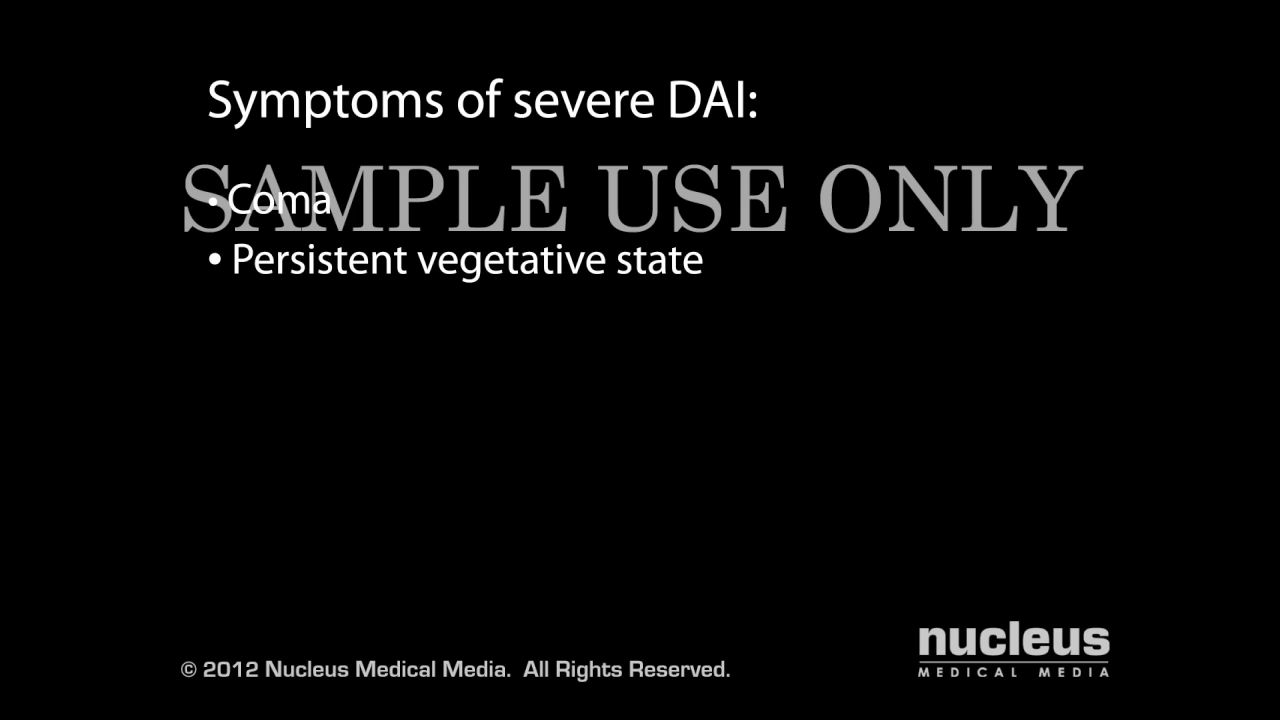 Symptoms of severe DAI:
SAMPLE USE ONLY
• Coma
• Persistent vegetative state
nucleus
MEDICAL MEDIA
© 2012 Nucleus Medical Media. All Rights Reserved.